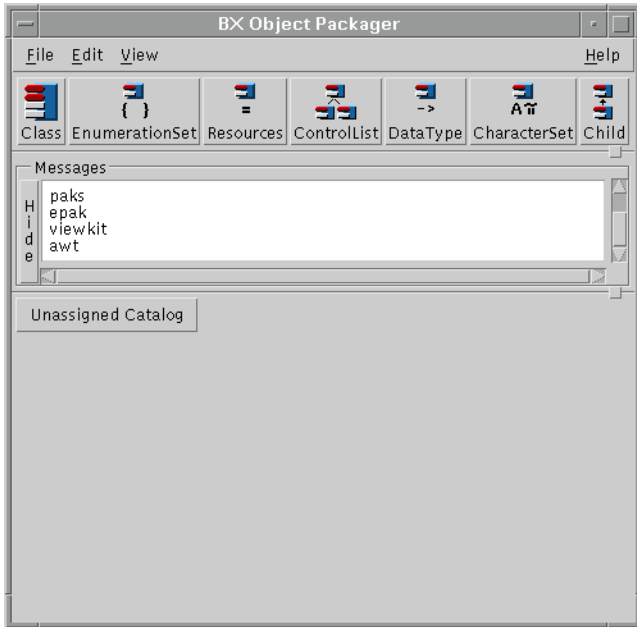 BX Object Packager
File Edit View Help
{ } = -> Aπ
Class EnumerationSet Resources ControlList DataType CharacterSet Child
Messages
Hide
paks
epak
viewkit
awt
Unassigned Catalog